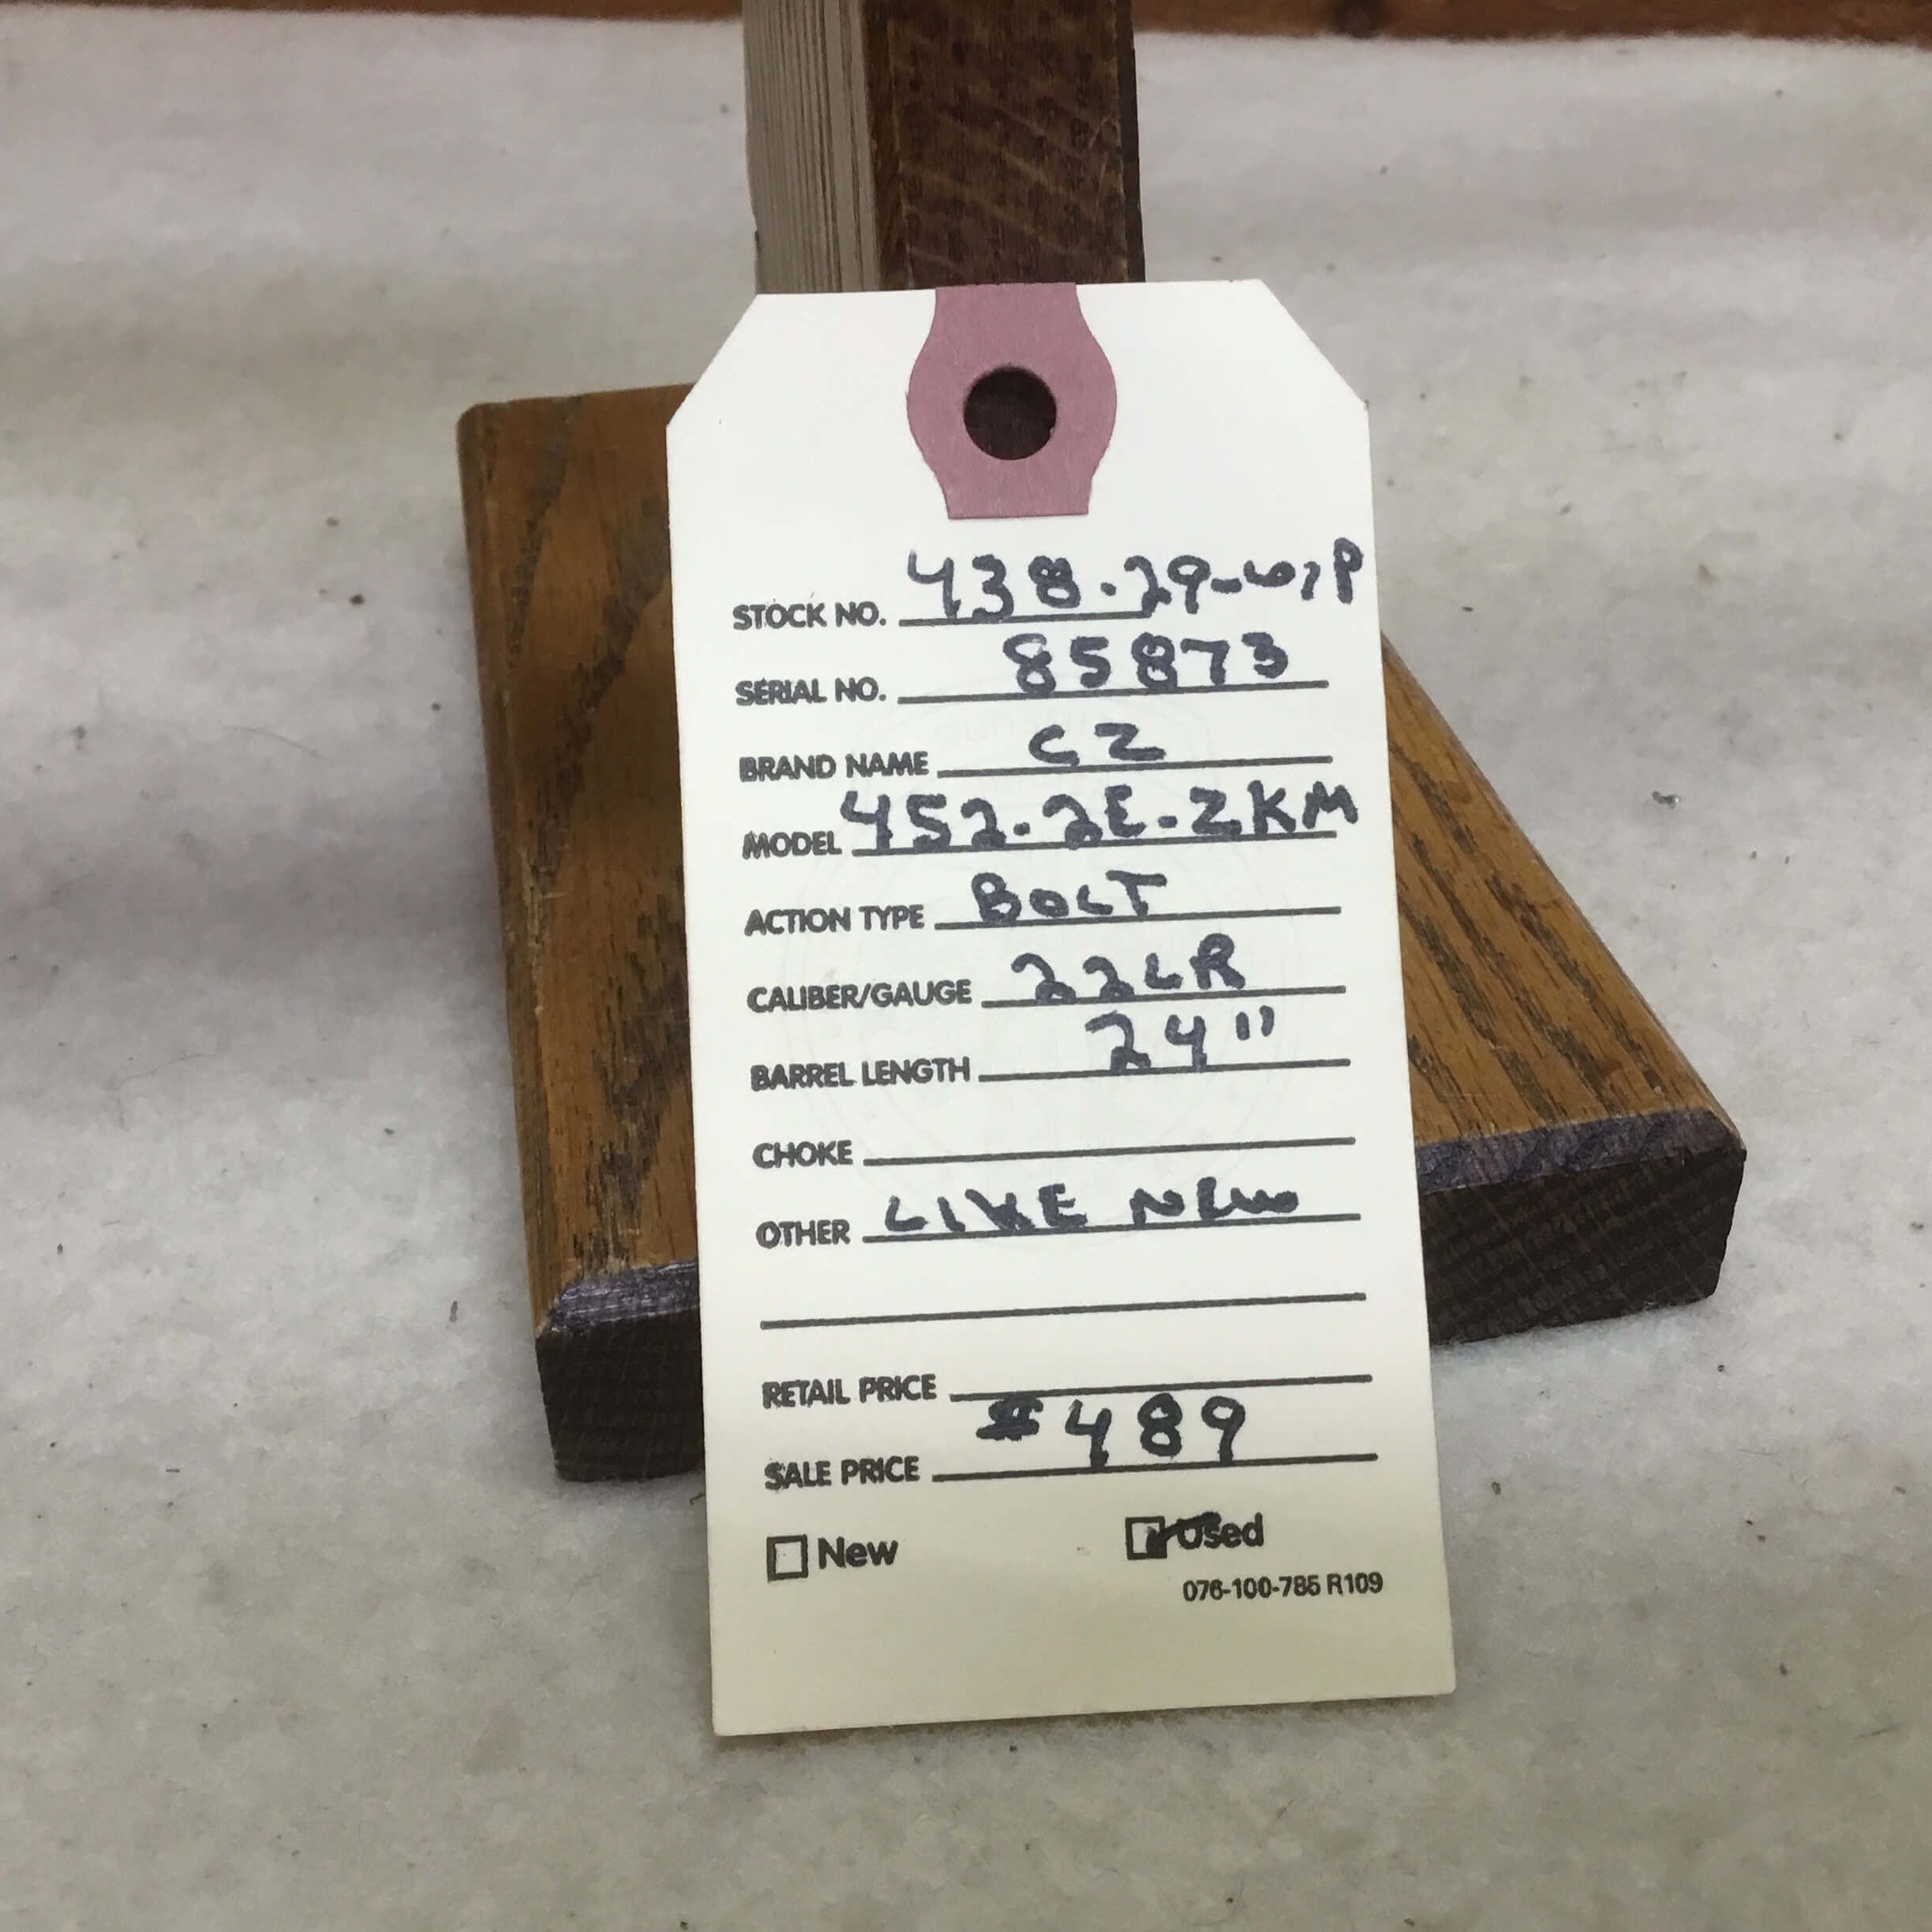 STOCK NO. 438-29-
SERIAL NO. 85873
BRAND NAME CZ
MODEL 452-2E-ZKM
ACTION TYPE BOLT
CALIBER/GAUGE 22LR
BARREL LENGTH 24"
CHOKE
OTHER LIKE NEW
RETAIL PRICE
SALE PRICE $489
New Used
076-100-785 R109